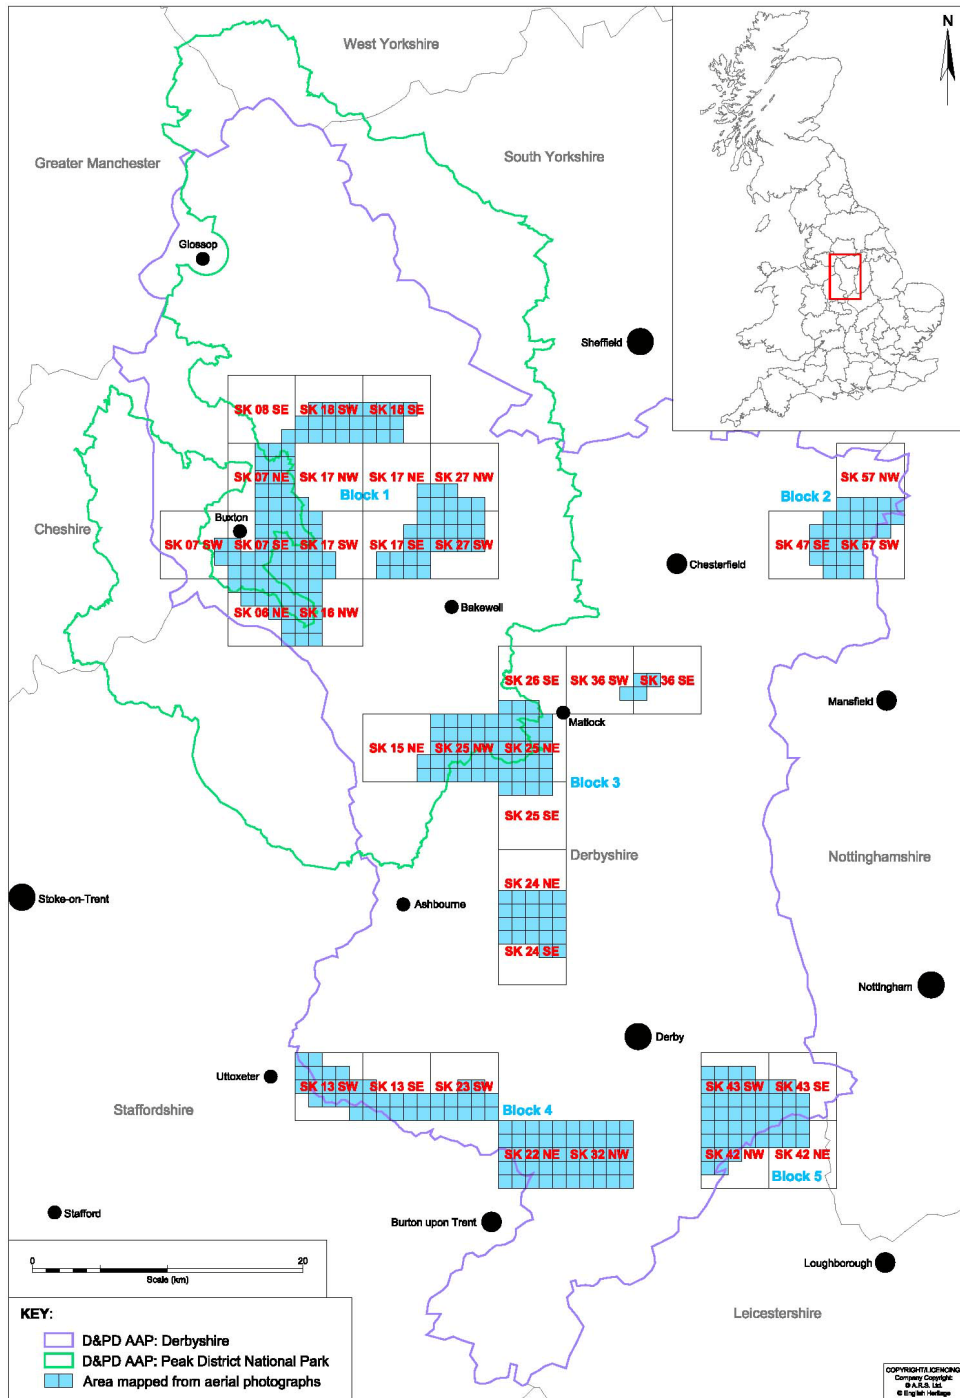 West Yorkshire
N
Greater Manchester
South Yorkshire
Glossop
Sheffield
SK 08 SE
SK 18 SW
SK 18 SE
SK 07 NE
SK 17 NW
SK 17 NE
SK 27 NW
SK 57 NW
Block 1
Block 2
Cheshire
Buxton
SK 07 SW
SK 07 SE
SK 17 SW
SK 17 SE
SK 27 SW
SK 47 SE
SK 57 SW
Chesterfield
Bakewell
SK 06 NE
SK 16 NW
SK 26 SE
SK 36 SW
SK 36 SE
Mansfield
Matlock
SK 15 NE
SK 25 NW
SK 25 NE
Block 3
SK 25 SE
Derbyshire
Nottinghamshire
SK 24 NE
Stoke-on-Trent
Ashbourne
SK 24 SE
Nottingham
Derby
Uttoxeter
SK 13 SW
SK 13 SE
SK 23 SW
SK 43 SW
SK 43 SE
Staffordshire
Block 4
SK 22 NE
SK 32 NW
SK 42 NW
SK 42 NE
Block 5
Stafford
Burton upon Trent
0
20
Scale (km)
Loughborough
KEY:
D&PD AAP: Derbyshire
D&PD AAP: Peak District National Park
Area mapped from aerial photographs
Leicestershire
COPYRIGHT/LICENCING
Company Copyright:
© A.R.S. Ltd.
© English Heritage